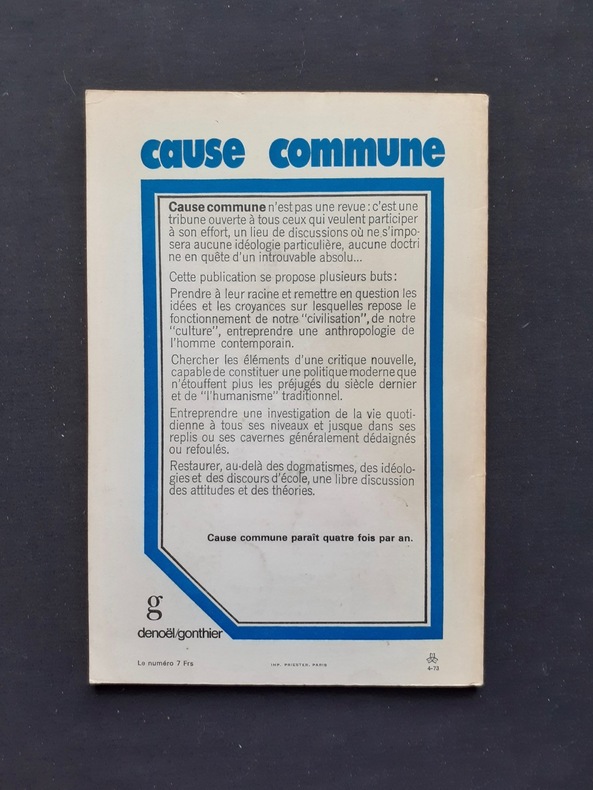 cause commune
Cause commune n'est pas une revue : c'est une
tribune ouverte à tous ceux qui veulent participer
à son effort, un lieu de discussions où ne s'impo-
sera aucune idéologie particulière, aucune doctri
ne en quête d'un introuvable absolu...
Cette publication se propose plusieurs buts :
Prendre à leur racine et remettre en question les
idées et les croyances sur lesquelles repose le
fonctionnement de notre "civilisation", de notre
"culture", entreprendre une anthropologie de
l'homme contemporain.
Chercher les éléments d'une critique nouvelle,
capable de constituer une politique moderne que
n'étouffent plus les préjugés du siècle dernier
et de "l'humanisme" traditionnel.
Entreprendre une investigation de la vie quoti-
dienne à tous ses niveaux et jusque dans ses
replis ou ses cavernes généralement dédaignés
ou refoulés.
Restaurer, au-delà des dogmatismes, des idéolo-
gies et des discours d'école, une libre discussion
des attitudes et des théories.
Cause commune paraît quatre fois par an.
g
denoël/gonthier
Le numéro 7 Frs
IMP. PRIESTER, PARIS
4-73